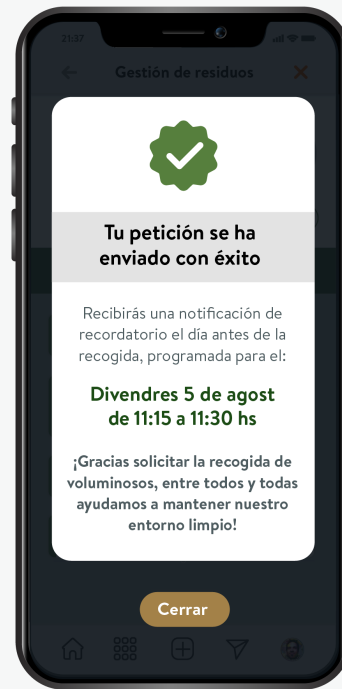 21:37
Gestión de residuos
Tu petición se ha
enviado con éxito
Recibirás una notificación de
recordatorio el día antes de la
recogida, programada para el:
Divendres 5 de agost
de 11:15 a 11:30 hs
¡Gracias solicitar la recogida de
voluminosos, entre todos y todas
ayudamos a mantener nuestro
entorno limpio!
Cerrar